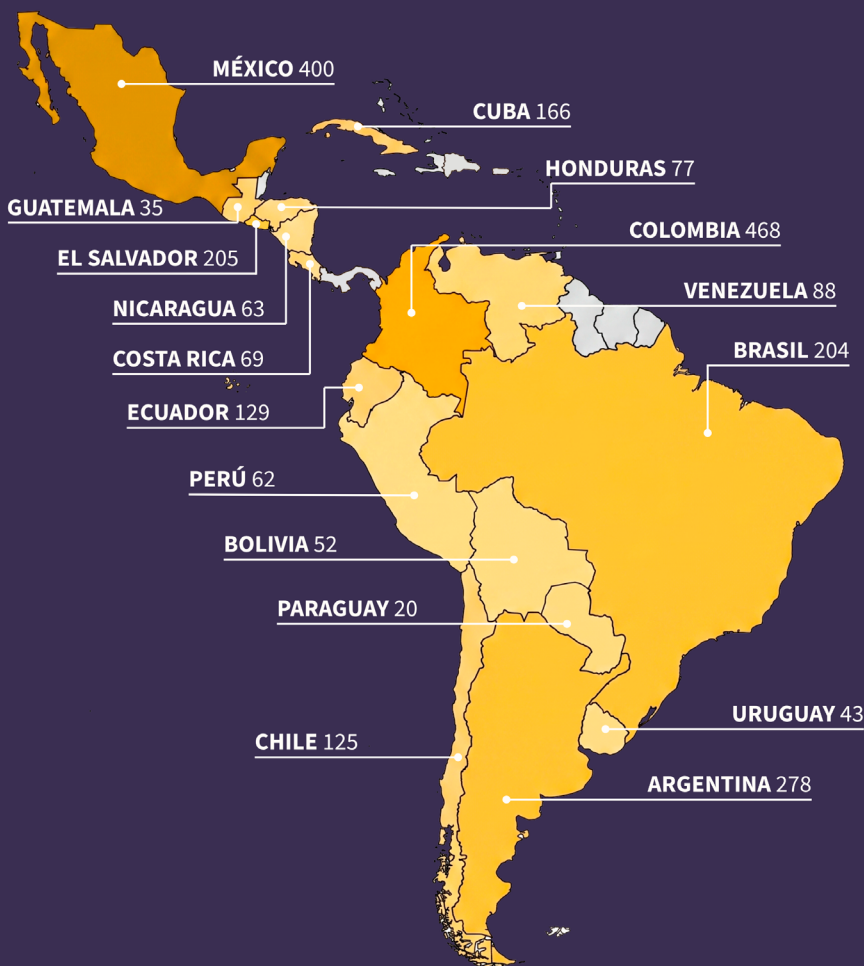 MÉXICO 400
CUBA 166
HONDURAS 77
GUATEMALA 35
COLOMBIA 468
EL SALVADOR 205
VENEZUELA 88
NICARAGUA 63
BRASIL 204
COSTA RICA 69
ECUADOR 129
PERÚ 62
BOLIVIA 52
PARAGUAY 20
URUGUAY 43
CHILE 125
ARGENTINA 278